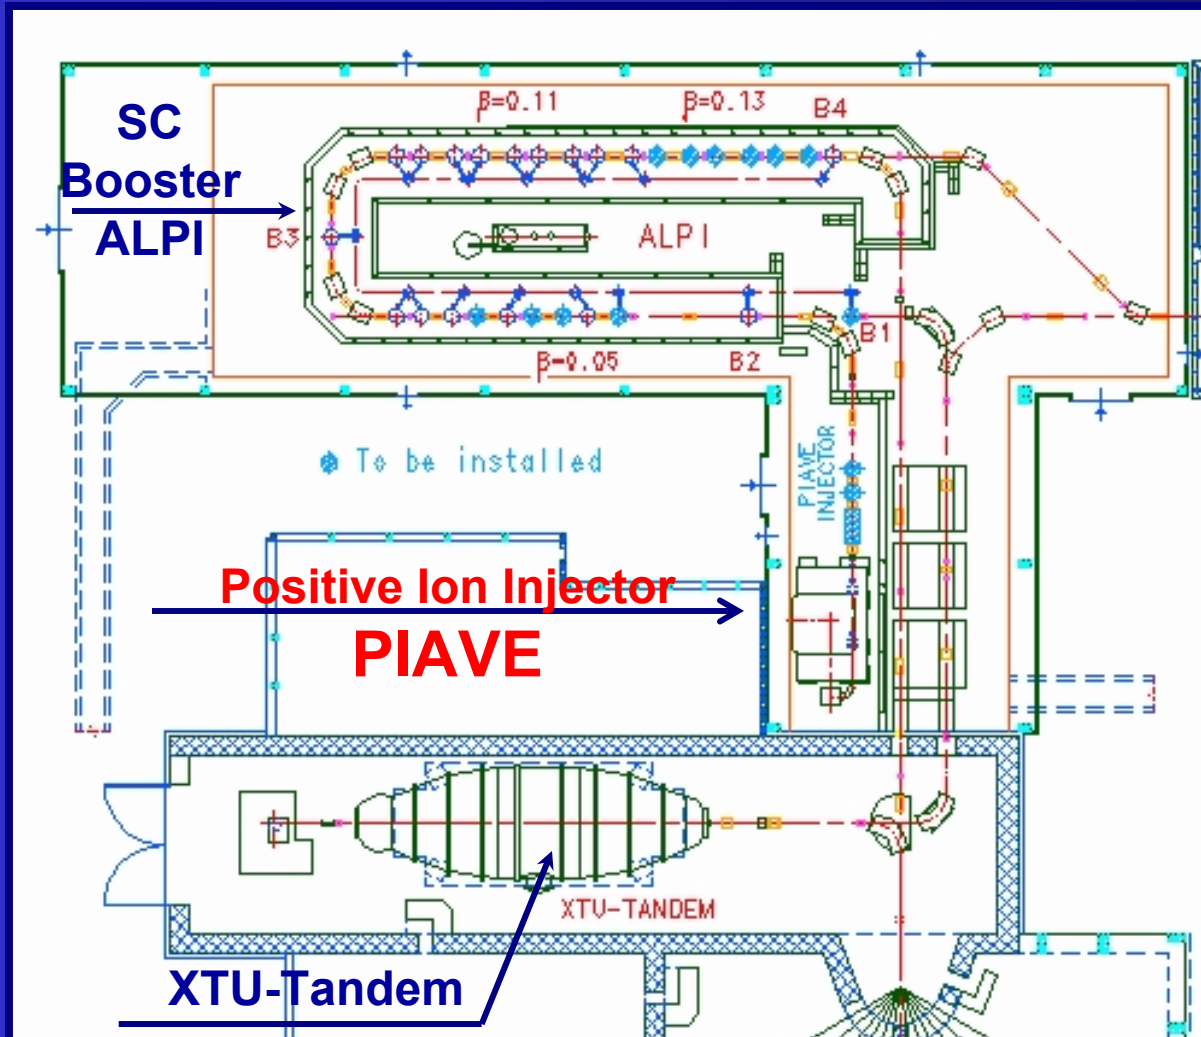 β=0.11
β=0.13
B4
SC
Booster
ALPI
B3
ALPI
B1
β=0.05
B2
To be installed
PIAVE
INJECTOR
Positive Ion Injector
PIAVE
XTU-TANDEM
XTU-Tandem